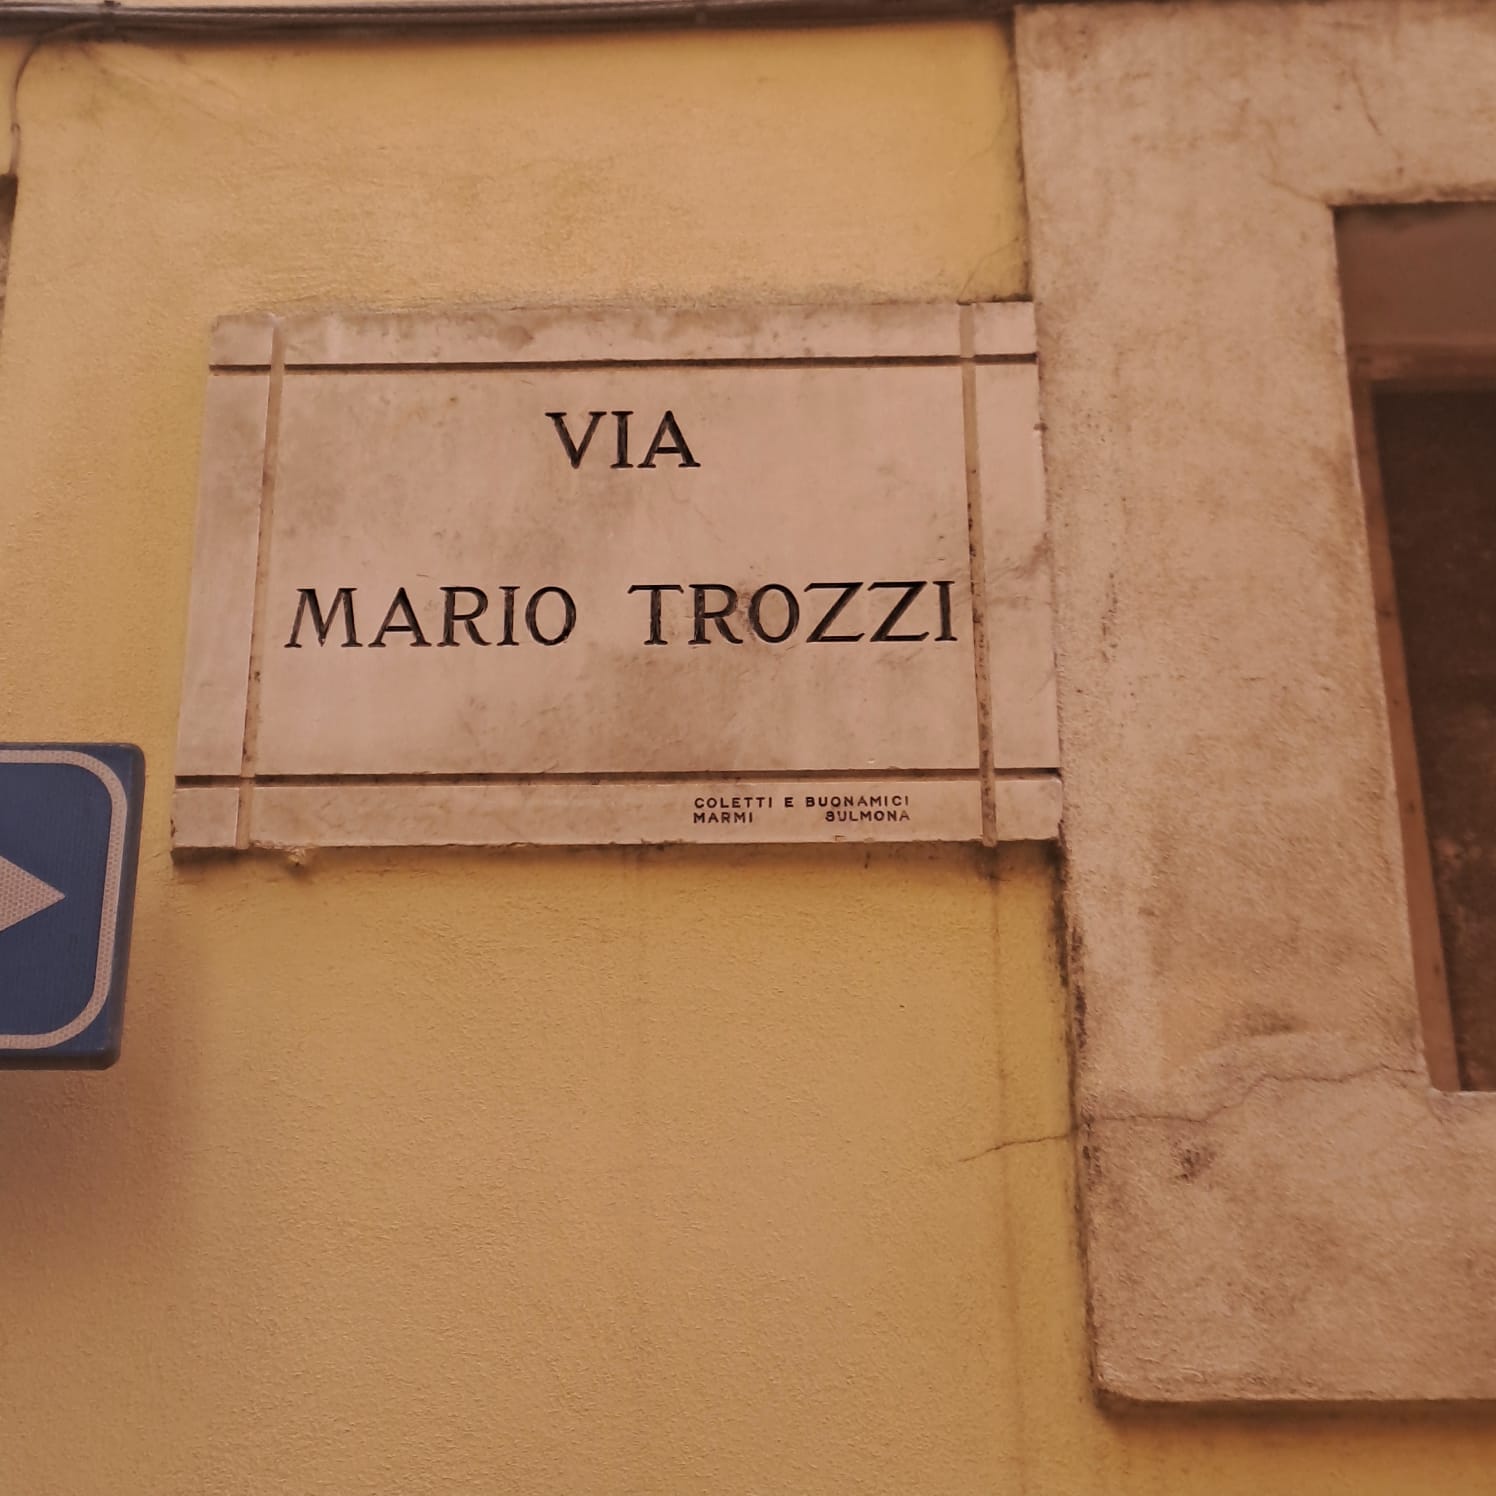 VIA
MARIO TROZZI
COLETTI E BUONAMICI
MARMI SULMONA